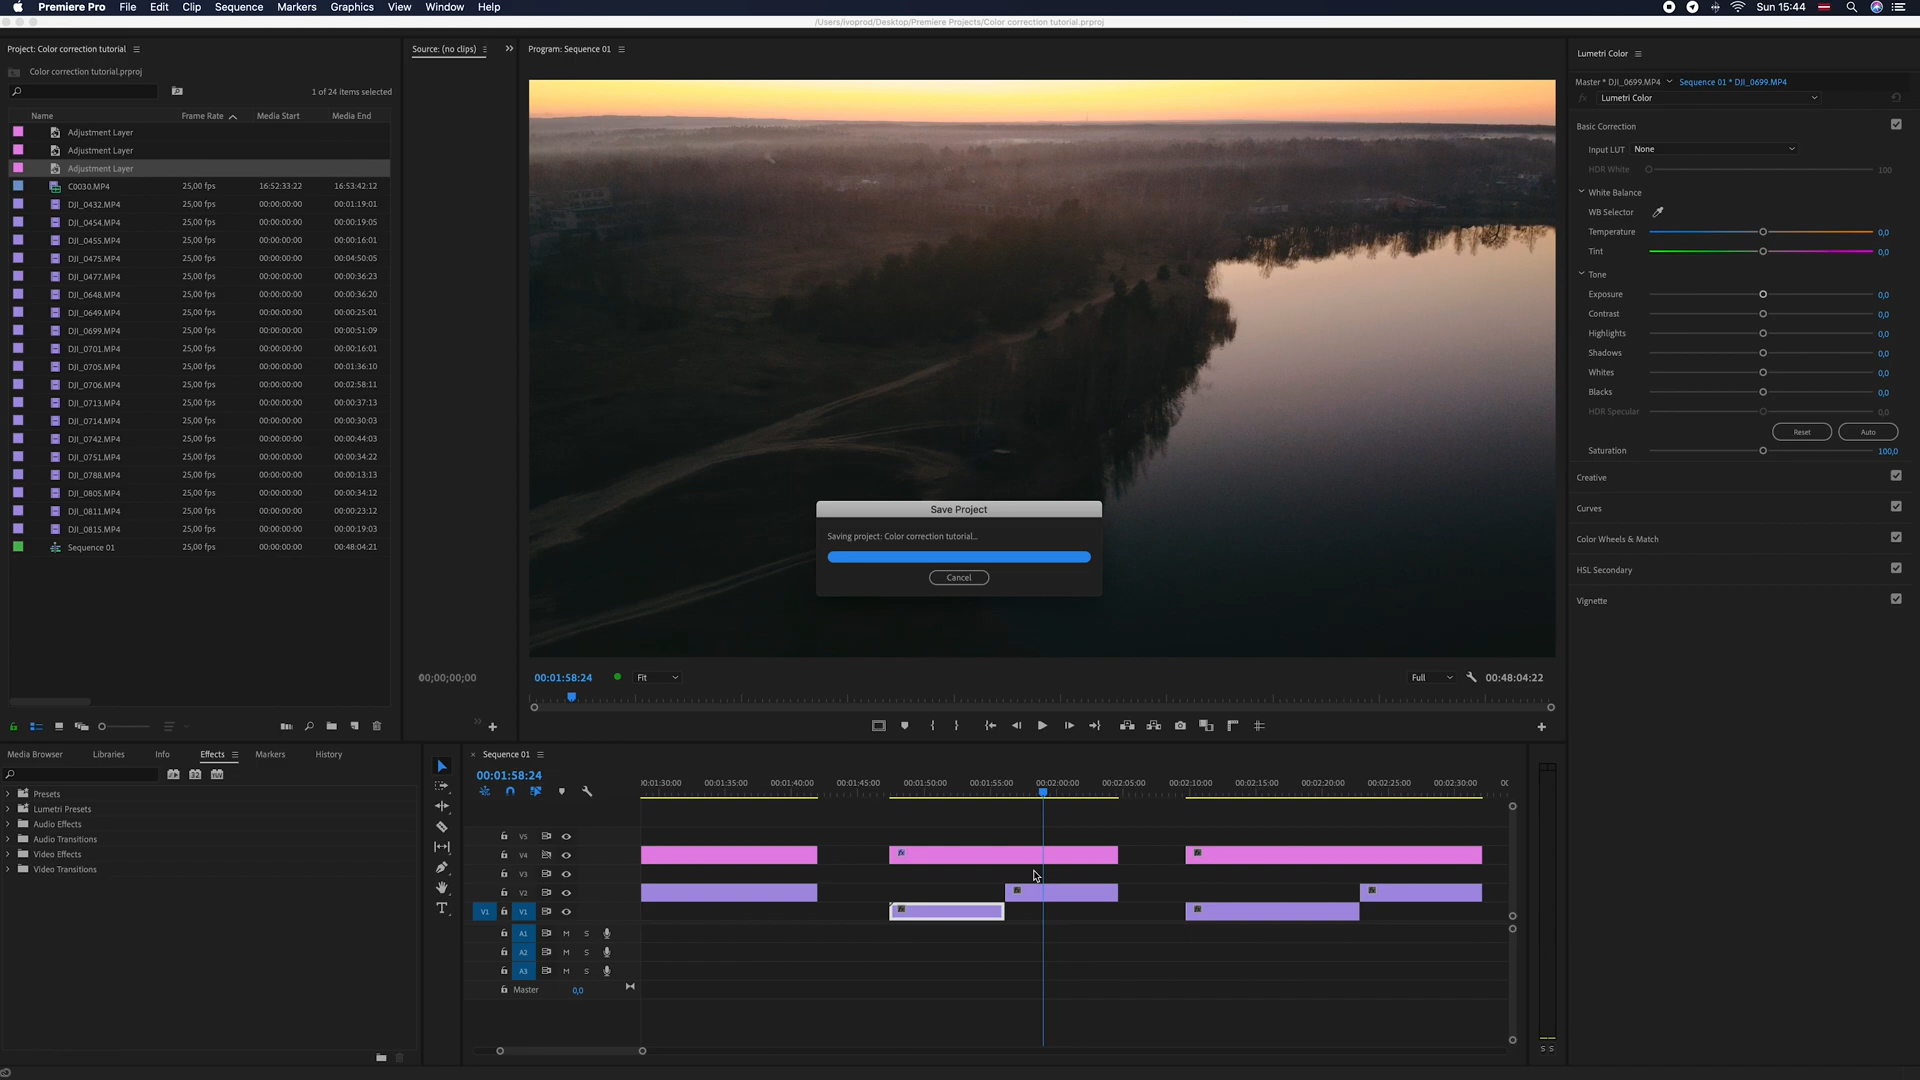 Premiere Pro File Edit Clip Sequence Markers Graphics View Window Help Sun 15:44
/Users/ivoprod/Desktop/Premiere Projects/Color correction tutorial.prproj
Project: Color correction tutorial
Color correction tutorial.prproj
1 of 24 items selected
Name Frame Rate Media Start Media End
Adjustment Layer
Adjustment Layer
Adjustment Layer
C0030.MP4 25,00 fps 16:52:33:22 16:53:42:12
DJI_0432.MP4 25,00 fps 00:00:00:00 00:01:19:01
DJI_0454.MP4 25,00 fps 00:00:00:00 00:00:19:05
DJI_0455.MP4 25,00 fps 00:00:00:00 00:00:16:01
DJI_0475.MP4 25,00 fps 00:00:00:00 00:04:50:05
DJI_0477.MP4 25,00 fps 00:00:00:00 00:00:36:23
DJI_0648.MP4 25,00 fps 00:00:00:00 00:00:36:20
DJI_0649.MP4 25,00 fps 00:00:00:00 00:00:25:01
DJI_0699.MP4 25,00 fps 00:00:00:00 00:00:51:09
DJI_0701.MP4 25,00 fps 00:00:00:00 00:00:16:01
DJI_0705.MP4 25,00 fps 00:00:00:00 00:01:36:10
DJI_0706.MP4 25,00 fps 00:00:00:00 00:02:58:11
DJI_0713.MP4 25,00 fps 00:00:00:00 00:00:37:13
DJI_0714.MP4 25,00 fps 00:00:00:00 00:00:30:03
DJI_0742.MP4 25,00 fps 00:00:00:00 00:00:44:03
DJI_0751.MP4 25,00 fps 00:00:00:00 00:00:34:22
DJI_0788.MP4 25,00 fps 00:00:00:00 00:00:13:13
DJI_0805.MP4 25,00 fps 00:00:00:00 00:00:34:12
DJI_0811.MP4 25,00 fps 00:00:00:00 00:00:23:12
DJI_0815.MP4 25,00 fps 00:00:00:00 00:00:19:03
Sequence 01 25,00 fps 00:00:00:00 00:48:04:21
Source: (no clips)
00;00;00;00
Program: Sequence 01
Save Project
Saving project: Color correction tutorial...
Cancel
00:01:58:24 Fit Full 00:48:04:22
Lumetri Color
Master * DJI_0699.MP4 Sequence 01 * DJI_0699.MP4
fx Lumetri Color
Basic Correction
Input LUT None
HDR White 100
White Balance
WB Selector
Temperature 0,0
Tint 0,0
Tone
Exposure 0,0
Contrast 0,0
Highlights 0,0
Shadows 0,0
Whites 0,0
Blacks 0,0
HDR Specular 0,0
Reset Auto
Saturation 100,0
Creative
Curves
Color Wheels & Match
HSL Secondary
Vignette
Media Browser Libraries Info Effects Markers History
Presets
Lumetri Presets
Audio Effects
Audio Transitions
Video Effects
Video Transitions
Sequence 01
00:01:58:24
00:01:35:00 00:01:40:00 00:01:45:00 00:01:50:00 00:01:55:00 00:02:00:00 00:02:05:00 00:02:10:00 00:02:15:00 00:02:20:00 00:02:25:00 00:02:30:00
V5
V4
V3
V2
V1 V1
A1 M S
A2 M S
A3 M S
Master 0,0
S S